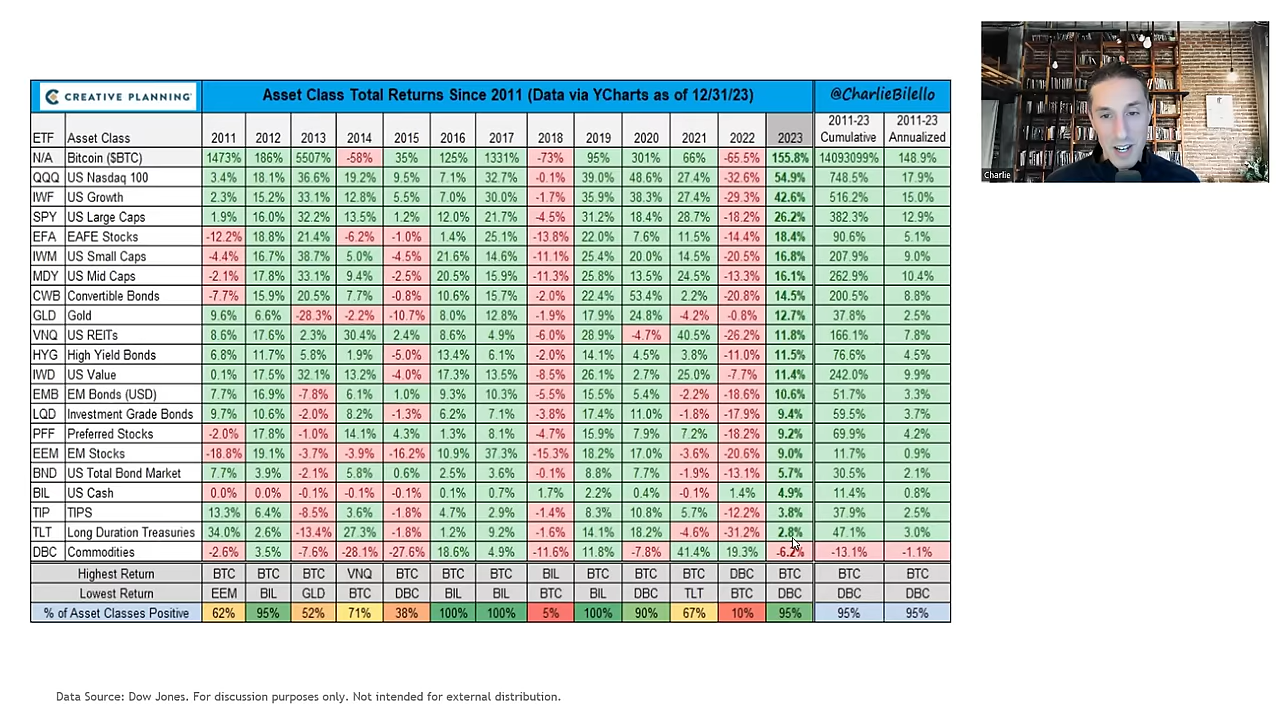 CREATIVE PLANNING
Asset Class Total Returns Since 2011 (Data via YCharts as of 12/31/23)
@CharlieBilello
ETF Asset Class 2011 2012 2013 2014 2015 2016 2017 2018 2019 2020 2021 2022 2023 2011-23 Cumulative 2011-23 Annualized
N/A Bitcoin ($BTC) 1473% 186% 5507% -58% 35% 125% 1331% -73% 95% 301% 66% -65.5% 155.8% 14093099% 148.9%
QQQ US Nasdaq 100 3.4% 18.1% 36.6% 19.2% 9.5% 7.1% 32.7% -0.1% 39.0% 48.6% 27.4% -32.6% 54.9% 748.5% 17.9%
IWF US Growth 2.3% 15.2% 33.1% 12.8% 5.5% 7.0% 30.0% -1.7% 35.9% 38.3% 27.4% -29.3% 42.6% 516.2% 15.0%
SPY US Large Caps 1.9% 16.0% 32.2% 13.5% 1.2% 12.0% 21.7% -4.5% 31.2% 18.4% 28.7% -18.2% 26.2% 382.3% 12.9%
EFA EAFE Stocks -12.2% 18.8% 21.4% -6.2% -1.0% 1.4% 25.1% -13.8% 22.0% 7.6% 11.5% -14.4% 18.4% 90.6% 5.1%
IWM US Small Caps -4.4% 16.7% 38.7% 5.0% -4.5% 21.6% 14.6% -11.1% 25.4% 20.0% 14.5% -20.5% 16.8% 207.9% 9.0%
MDY US Mid Caps -2.1% 17.8% 33.1% 9.4% -2.5% 20.5% 15.9% -11.3% 25.8% 13.5% 24.5% -13.3% 16.1% 262.9% 10.4%
CWB Convertible Bonds -7.7% 15.9% 20.5% 7.7% -0.8% 10.6% 15.7% -2.0% 22.4% 53.4% 2.2% -20.8% 14.5% 200.5% 8.8%
GLD Gold 9.6% 6.6% -28.3% -2.2% -10.7% 8.0% 12.8% -1.9% 17.9% 24.8% -4.2% -0.8% 12.7% 37.8% 2.5%
VNQ US REITs 8.6% 17.6% 2.3% 30.4% 2.4% 8.6% 4.9% -6.0% 28.9% -4.7% 40.5% -26.2% 11.8% 166.1% 7.8%
HYG High Yield Bonds 6.8% 11.7% 5.8% 1.9% -5.0% 13.4% 6.1% -2.0% 14.1% 4.5% 3.8% -11.0% 11.5% 76.6% 4.5%
IWD US Value 0.1% 17.5% 32.1% 13.2% -4.0% 17.3% 13.5% -8.5% 26.1% 2.7% 25.0% -7.7% 11.4% 242.0% 9.9%
EMB EM Bonds (USD) 7.7% 16.9% -7.8% 6.1% 1.0% 9.3% 10.3% -5.5% 15.5% 5.4% -2.2% -18.6% 10.6% 51.7% 3.3%
LQD Investment Grade Bonds 9.7% 10.6% -2.0% 8.2% -1.3% 6.2% 7.1% -3.8% 17.4% 11.0% -1.8% -17.9% 9.4% 59.5% 3.7%
PFF Preferred Stocks -2.0% 17.8% -1.0% 14.1% 4.3% 1.3% 8.1% -4.7% 15.9% 7.9% 7.2% -18.2% 9.2% 69.9% 4.2%
EEM EM Stocks -18.8% 19.1% -3.7% -3.9% -16.2% 10.9% 37.3% -15.3% 18.2% 17.0% -3.6% -20.6% 9.0% 11.7% 0.9%
BND US Total Bond Market 7.7% 3.9% -2.1% 5.8% 0.6% 2.5% 3.6% -0.1% 8.8% 7.7% -1.9% -13.1% 5.7% 30.5% 2.1%
BIL US Cash 0.0% 0.0% -0.1% -0.1% -0.1% 0.1% 0.7% 1.7% 2.2% 0.4% -0.1% 1.4% 4.9% 11.4% 0.8%
TIP TIPS 13.3% 6.4% -8.5% 3.6% -1.8% 4.7% 2.9% -1.4% 8.3% 10.8% 5.7% -12.2% 3.8% 37.9% 2.5%
TLT Long Duration Treasuries 34.0% 2.6% -13.4% 27.3% -1.8% 1.2% 9.2% -1.6% 14.1% 18.2% -4.6% -31.2% 2.8% 47.1% 3.0%
DBC Commodities -2.6% 3.5% -7.6% -28.1% -27.6% 18.6% 4.9% -11.6% 11.8% -7.8% 41.4% 19.3% -6.2% -13.1% -1.1%
Highest Return BTC BTC BTC VNQ BTC BTC BTC BIL BTC BTC BTC DBC BTC BTC BTC
Lowest Return EEM BIL GLD BTC DBC BIL BIL BTC BIL DBC TLT BTC DBC DBC DBC
% of Asset Classes Positive 62% 95% 52% 71% 38% 100% 100% 5% 100% 90% 67% 10% 95% 95% 95%
Charlie
Data Source: Dow Jones. For discussion purposes only. Not intended for external distribution.